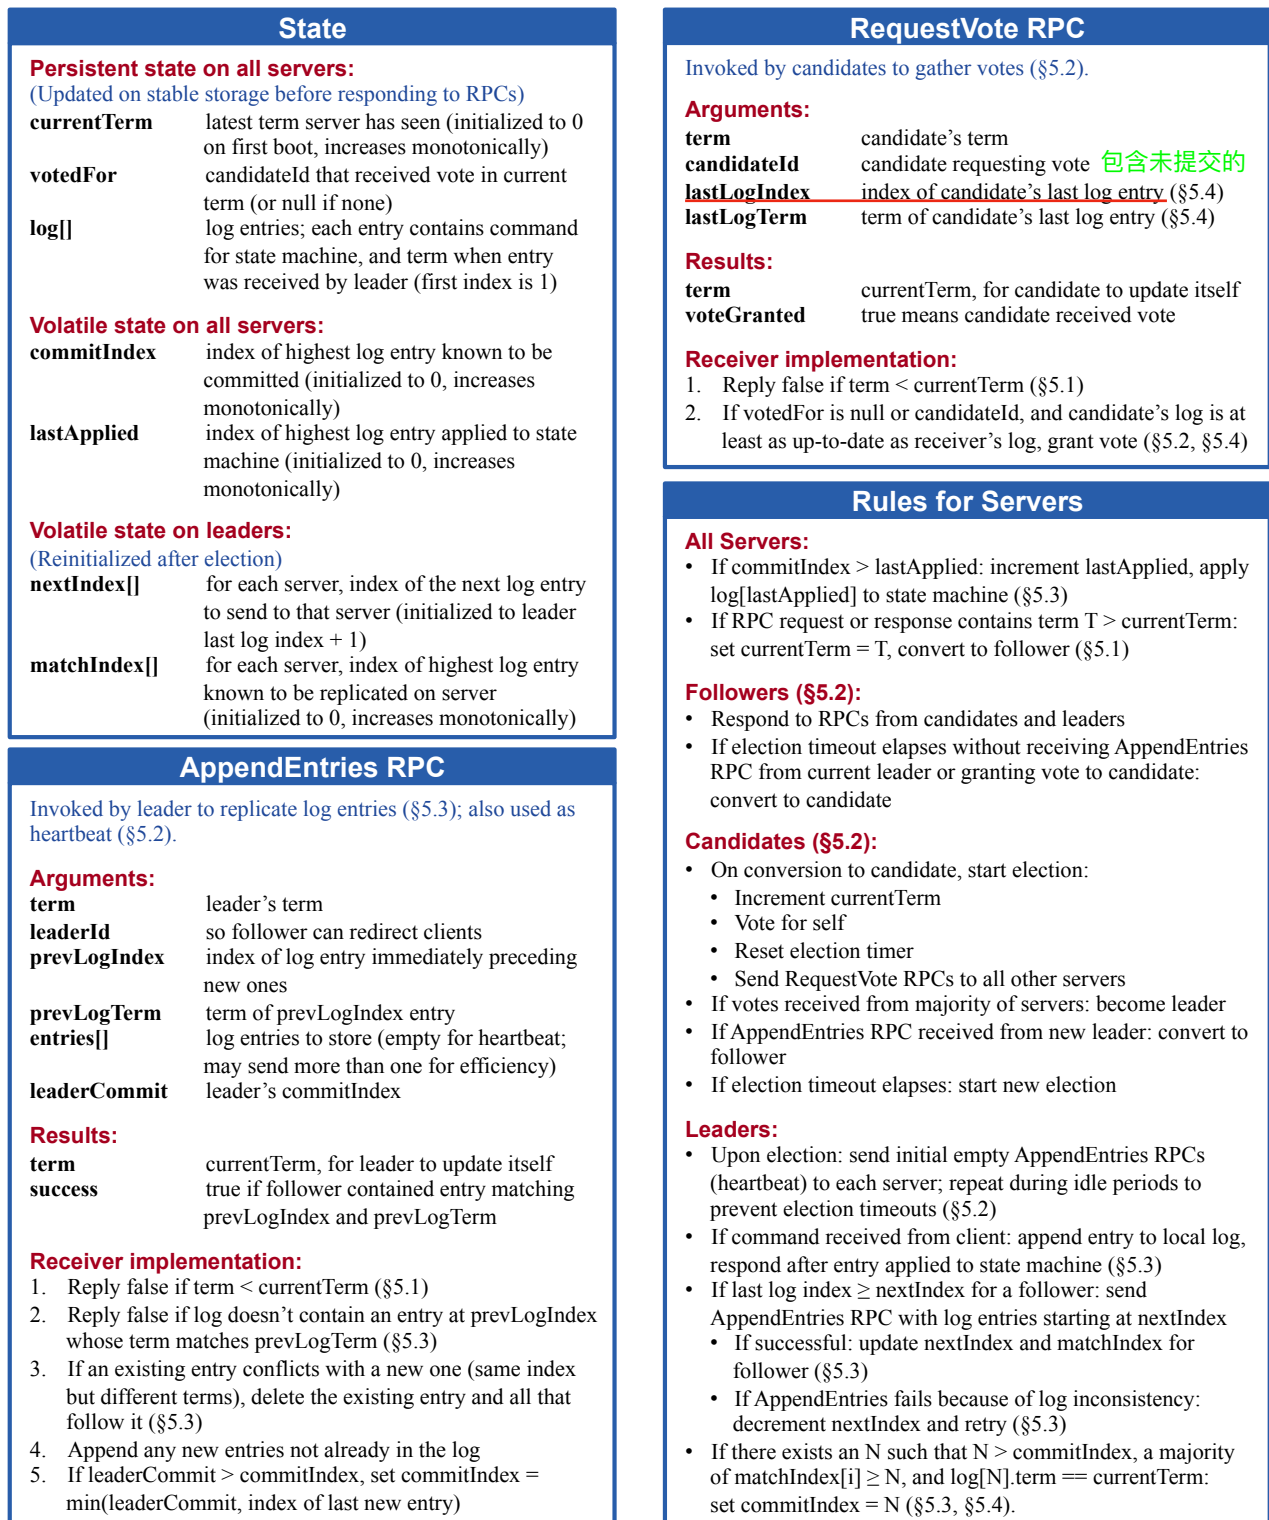 State
Persistent state on all servers:
(Updated on stable storage before responding to RPCs)
currentTerm latest term server has seen (initialized to 0
on first boot, increases monotonically)
votedFor candidateId that received vote in current
term (or null if none)
log[] log entries; each entry contains command
for state machine, and term when entry
was received by leader (first index is 1)
Volatile state on all servers:
commitIndex index of highest log entry known to be
committed (initialized to 0, increases
monotonically)
lastApplied index of highest log entry applied to state
machine (initialized to 0, increases
monotonically)
Volatile state on leaders:
(Reinitialized after election)
nextIndex[] for each server, index of the next log entry
to send to that server (initialized to leader
last log index + 1)
matchIndex[] for each server, index of highest log entry
known to be replicated on server
(initialized to 0, increases monotonically)
AppendEntries RPC
Invoked by leader to replicate log entries (§5.3); also used as
heartbeat (§5.2).
Arguments:
term leader's term
leaderId so follower can redirect clients
prevLogIndex index of log entry immediately preceding
new ones
prevLogTerm term of prevLogIndex entry
entries[] log entries to store (empty for heartbeat;
may send more than one for efficiency)
leaderCommit leader's commitIndex
Results:
term currentTerm, for leader to update itself
success true if follower contained entry matching
prevLogIndex and prevLogTerm
Receiver implementation:
1. Reply false if term < currentTerm (§5.1)
2. Reply false if log doesn't contain an entry at prevLogIndex
whose term matches prevLogTerm (§5.3)
3. If an existing entry conflicts with a new one (same index
but different terms), delete the existing entry and all that
follow it (§5.3)
4. Append any new entries not already in the log
5. If leaderCommit > commitIndex, set commitIndex =
min(leaderCommit, index of last new entry)
RequestVote RPC
Invoked by candidates to gather votes (§5.2).
Arguments:
term candidate's term
candidateId candidate requesting vote 包含未提交的
lastLogIndex index of candidate's last log entry (§5.4)
lastLogTerm term of candidate's last log entry (§5.4)
Results:
term currentTerm, for candidate to update itself
voteGranted true means candidate received vote
Receiver implementation:
1. Reply false if term < currentTerm (§5.1)
2. If votedFor is null or candidateId, and candidate's log is at
least as up-to-date as receiver's log, grant vote (§5.2, §5.4)
Rules for Servers
All Servers:
• If commitIndex > lastApplied: increment lastApplied, apply
log[lastApplied] to state machine (§5.3)
• If RPC request or response contains term T > currentTerm:
set currentTerm = T, convert to follower (§5.1)
Followers (§5.2):
• Respond to RPCs from candidates and leaders
• If election timeout elapses without receiving AppendEntries
RPC from current leader or granting vote to candidate:
convert to candidate
Candidates (§5.2):
• On conversion to candidate, start election:
• Increment currentTerm
• Vote for self
• Reset election timer
• Send RequestVote RPCs to all other servers
• If votes received from majority of servers: become leader
• If AppendEntries RPC received from new leader: convert to
follower
• If election timeout elapses: start new election
Leaders:
• Upon election: send initial empty AppendEntries RPCs
(heartbeat) to each server; repeat during idle periods to
prevent election timeouts (§5.2)
• If command received from client: append entry to local log,
respond after entry applied to state machine (§5.3)
• If last log index ≥ nextIndex for a follower: send
AppendEntries RPC with log entries starting at nextIndex
• If successful: update nextIndex and matchIndex for
follower (§5.3)
• If AppendEntries fails because of log inconsistency:
decrement nextIndex and retry (§5.3)
• If there exists an N such that N > commitIndex, a majority
of matchIndex[i] ≥ N, and log[N].term == currentTerm:
set commitIndex = N (§5.3, §5.4).